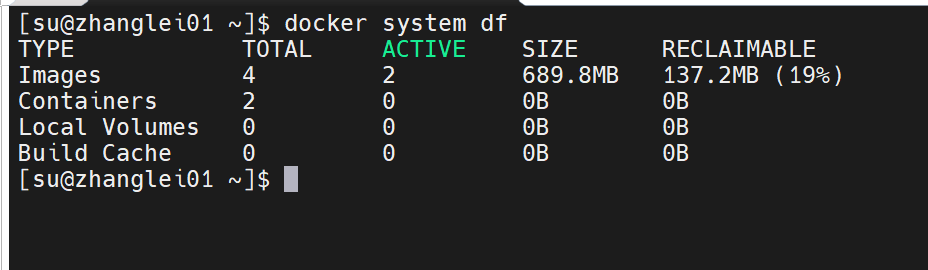 [su@zhanglei01 ~]$ docker system df
TYPE            TOTAL     ACTIVE    SIZE      RECLAIMABLE
Images          4         2         689.8MB   137.2MB (19%)
Containers      2         0         0B        0B
Local Volumes   0         0         0B        0B
Build Cache     0         0         0B        0B
[su@zhanglei01 ~]$